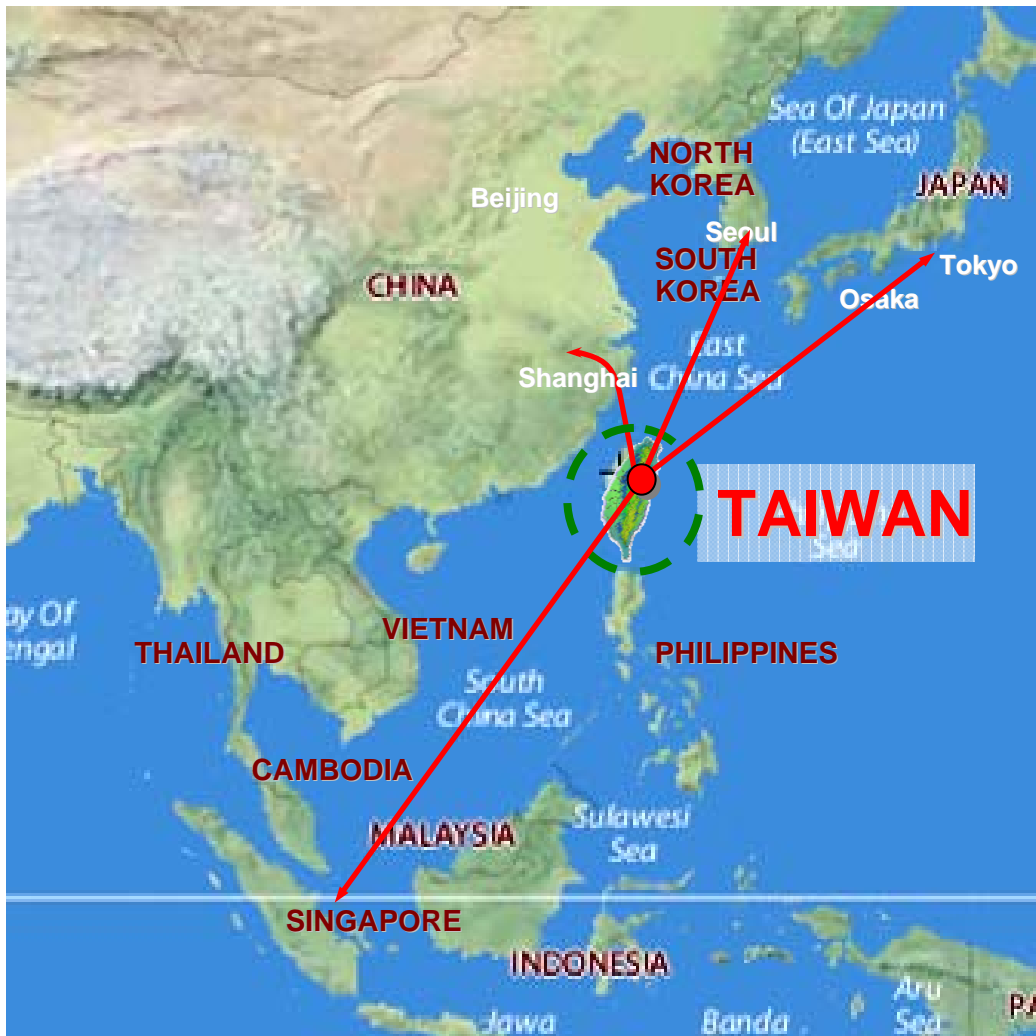 Sea Of Japan
(East Sea)
NORTH
KOREA
JAPAN
Beijing
Seoul
SOUTH
KOREA
Tokyo
CHINA
Osaka
East
China Sea
Shanghai
TAIWAN
Sea
ay Of
engal
VIETNAM
THAILAND
PHILIPPINES
South
China Sea
CAMBODIA
Sulawesi
Sea
MALAYSIA
SINGAPORE
INDONESIA
Aru
Sea
PA
Jawa
Banda